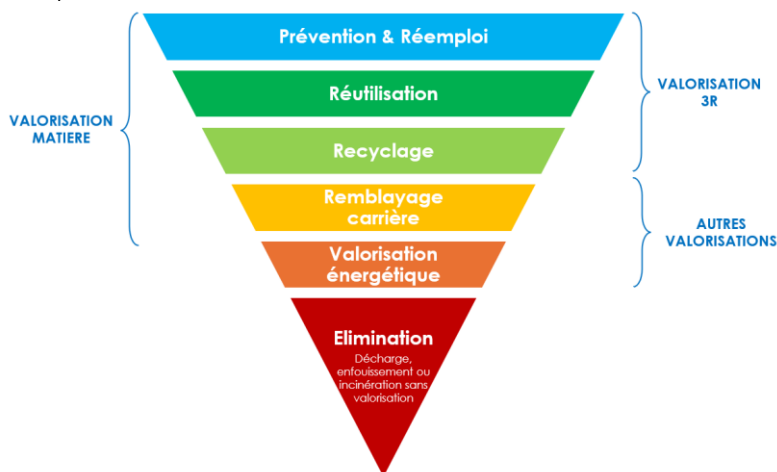 Prévention & Réemploi
Réutilisation
VALORISATION
3R
VALORISATION
MATIERE
Recyclage
Remblayage
carrière
AUTRES
VALORISATIONS
Valorisation
énergétique
Elimination
Décharge,
enfouissement ou
incinération sans
valorisation